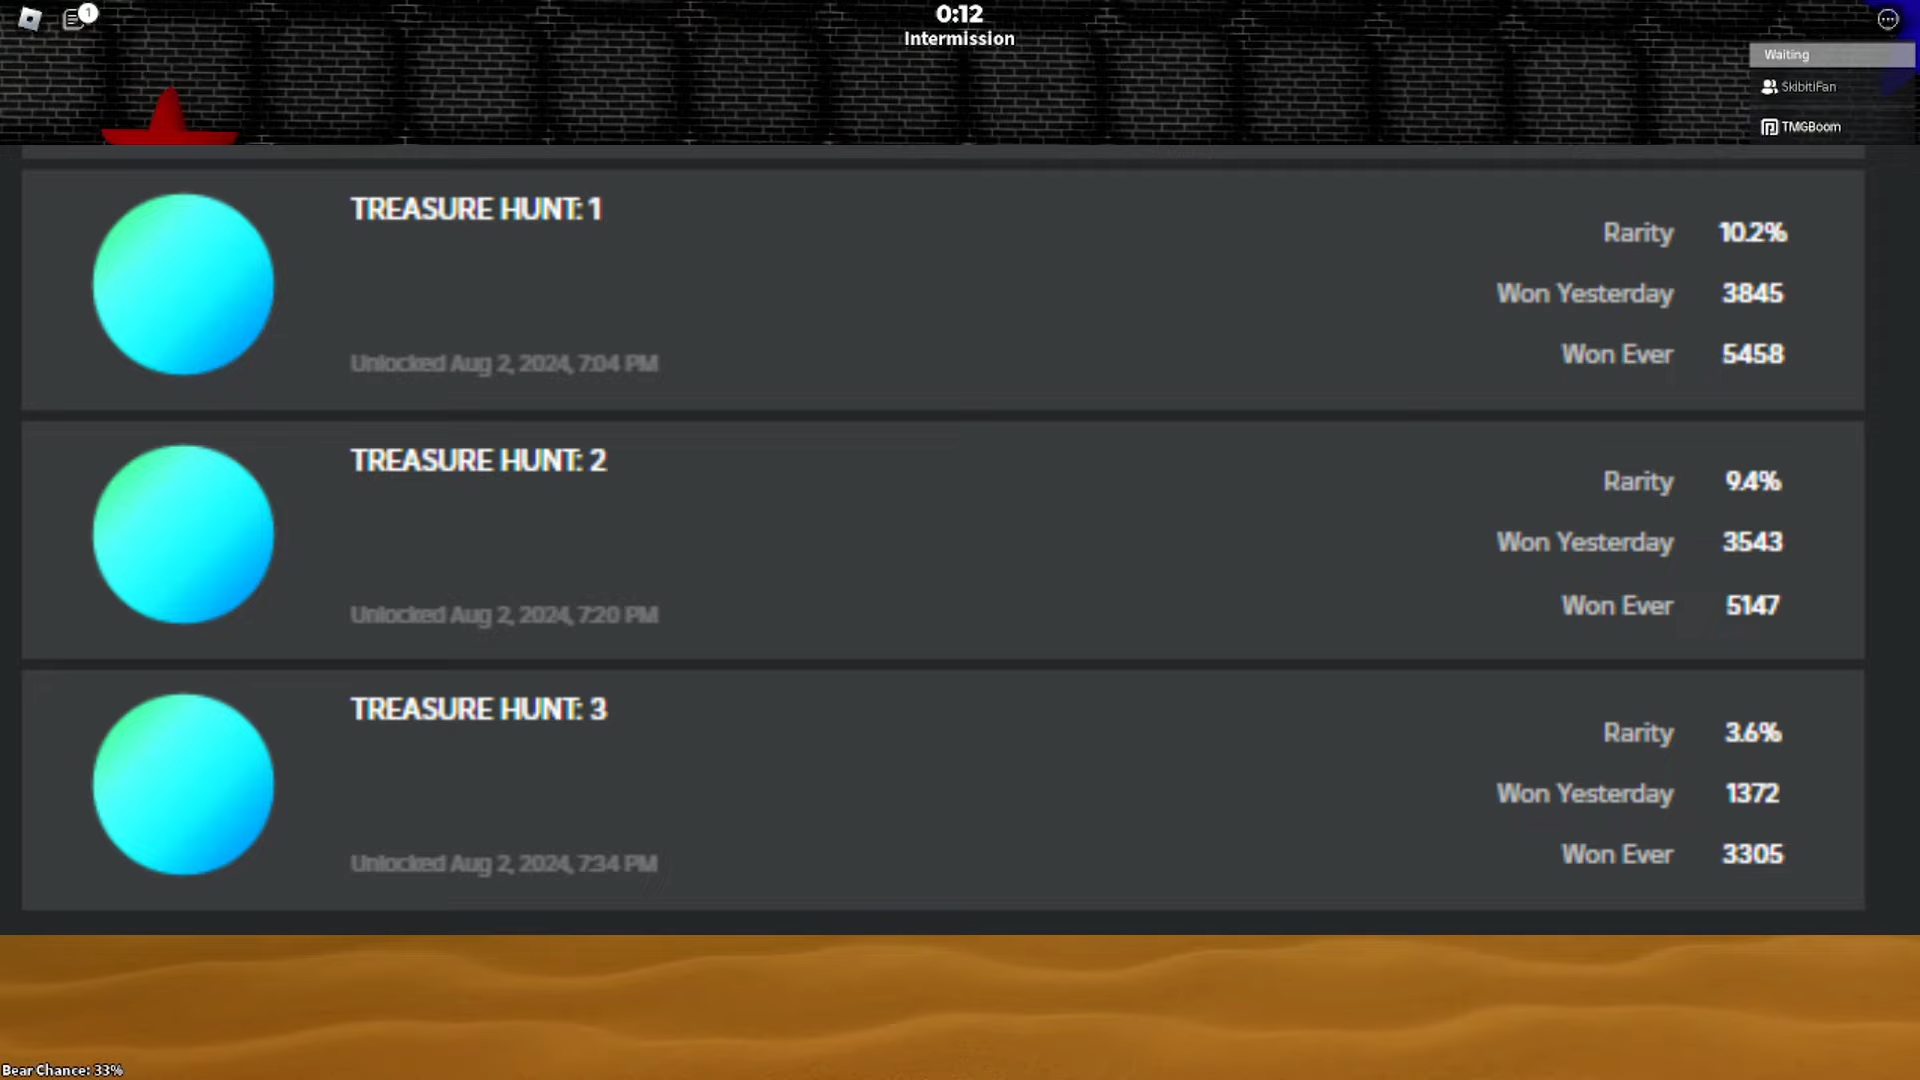 1
0:12
Intermission
Waiting
SkibitiFan
TMGBoom
TREASURE HUNT: 1
Rarity 10.2%
Won Yesterday 3845
Won Ever 5458
Unlocked Aug 2, 2024, 7:04 PM
TREASURE HUNT: 2
Rarity 9.4%
Won Yesterday 3543
Won Ever 5147
Unlocked Aug 2, 2024, 7:20 PM
TREASURE HUNT: 3
Rarity 3.6%
Won Yesterday 1372
Won Ever 3305
Unlocked Aug 2, 2024, 7:34 PM
Bear Chance: 33%